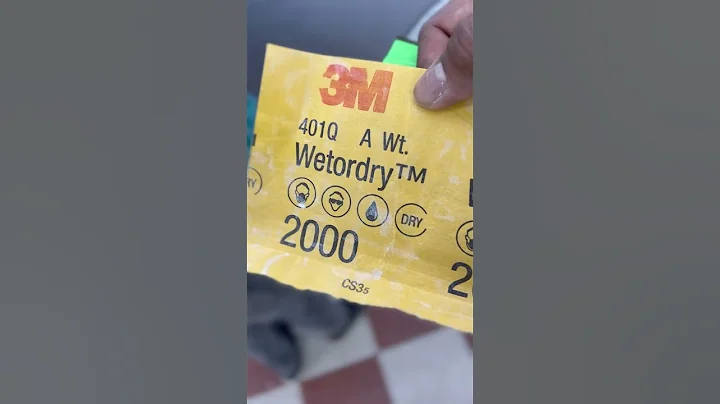 3M
401Q A Wt.
Wetordry™
DRY
2000
CS35